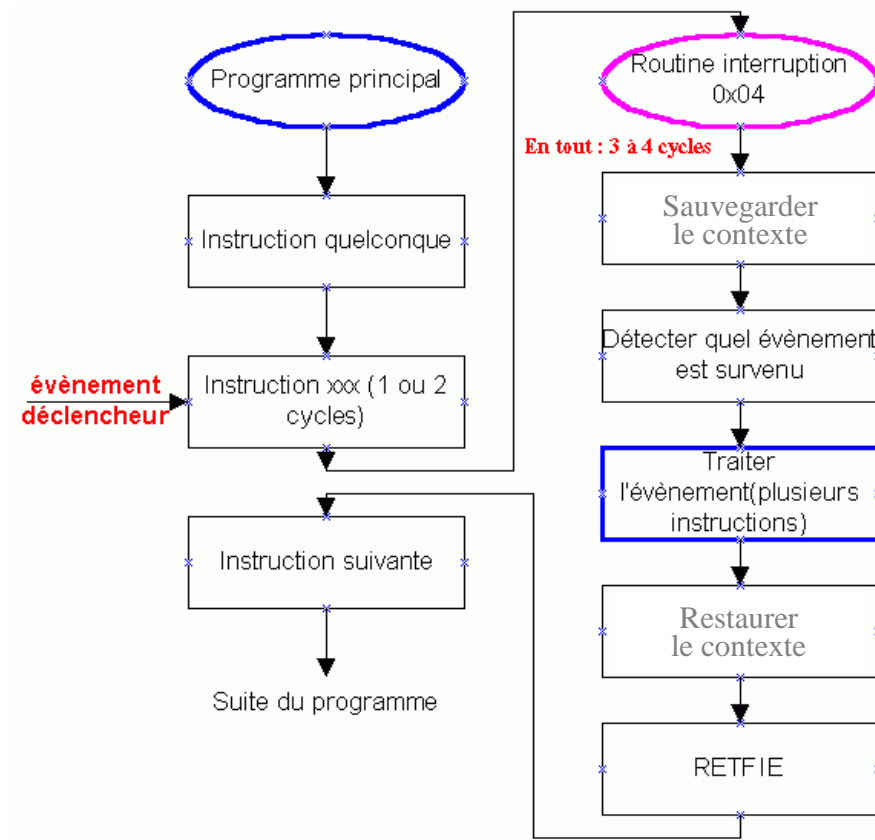 Programme principal
Instruction quelconque
évènement
déclencheur
Instruction xxx (1 ou 2
cycles)
Instruction suivante
Suite du programme
Routine interruption
0x04
En tout : 3 à 4 cycles
Sauvegarder
le contexte
Détecter quel évènement
est survenu
Traiter
l'évènement(plusieurs
instructions)
Restaurer
le contexte
RETFIE